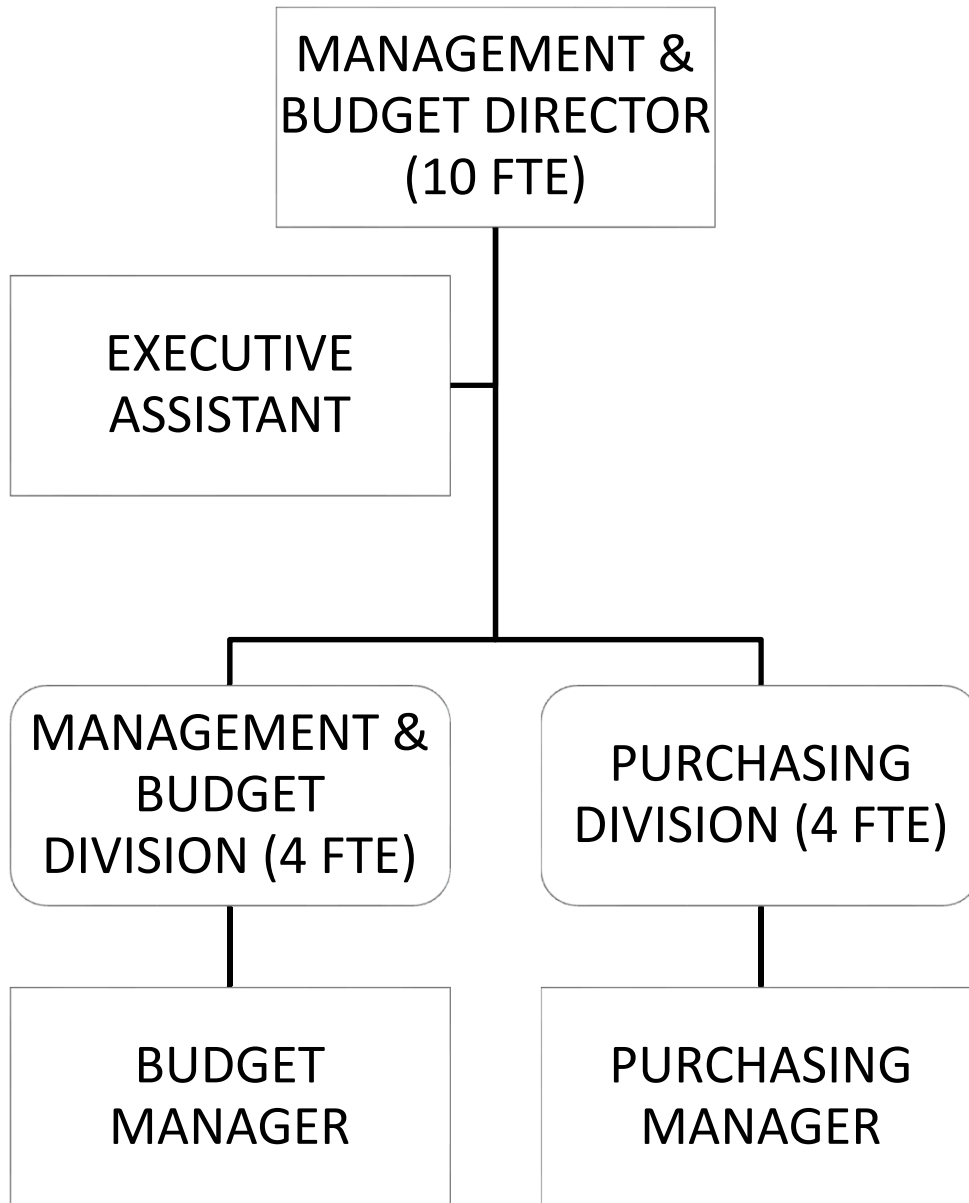 MANAGEMENT &
BUDGET DIRECTOR
(10 FTE)
EXECUTIVE
ASSISTANT
MANAGEMENT &
BUDGET
DIVISION (4 FTE)
PURCHASING
DIVISION (4 FTE)
BUDGET
MANAGER
PURCHASING
MANAGER